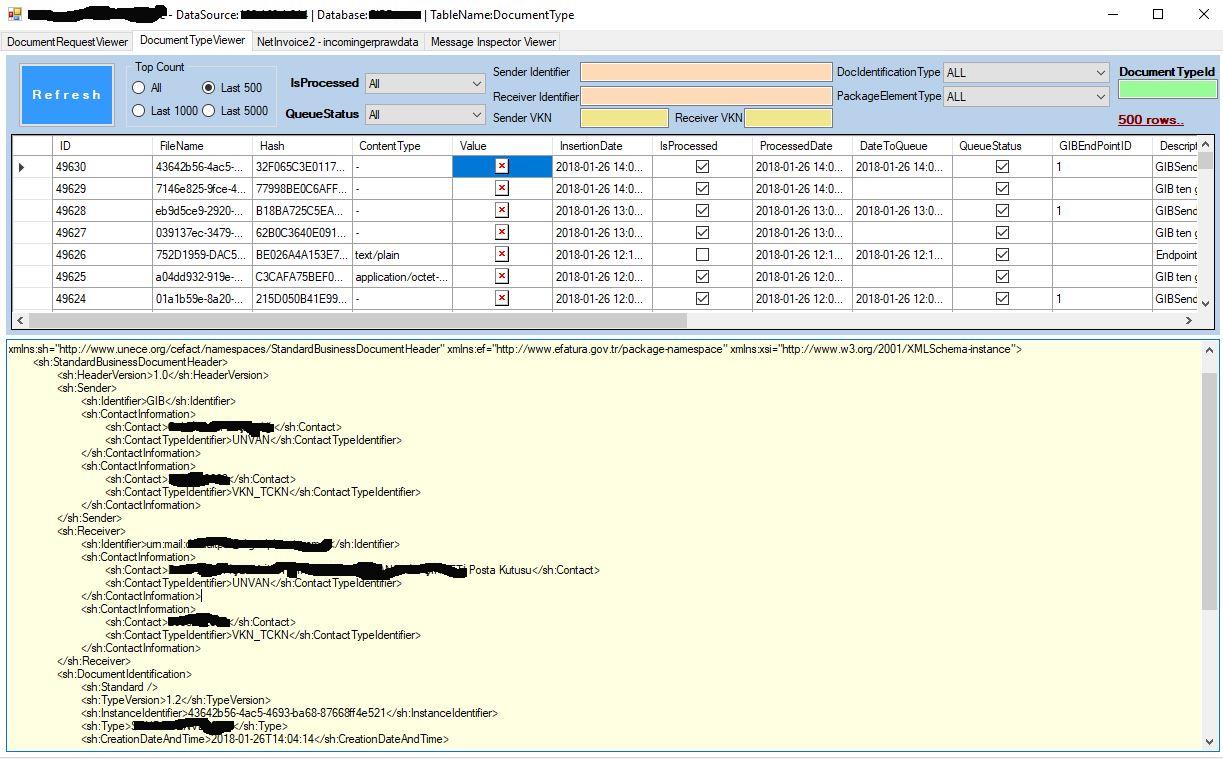 - DataSource: | Database: | TableName:DocumentType
DocumentRequestViewer DocumentTypeViewer NetInvoice2 - incomingerprawdata Message Inspector Viewer
Refresh
Top Count
All Last 500
Last 1000 Last 5000
IsProcessed All
QueueStatus All
Sender Identifier
Receiver Identifier
Sender VKN Receiver VKN
DocIdentificationType ALL
PackageElementType ALL
DocumentTypeId
500 rows..
ID FileName Hash ContentType Value InsertionDate IsProcessed ProcessedDate DateToQueue QueueStatus GIBEndPointID Descript
49630 43642b56-4ac5-... 32F065C3E0117... - 2018-01-26 14:0... 2018-01-26 14:0... 2018-01-26 14:0... 1 GIBSend
49629 7146e825-9fce-4... 77998BE0C6AFF... - 2018-01-26 14:0... 2018-01-26 14:0... GIB ten g
49628 eb9d5ce9-2920-... B18BA725C5EA... - 2018-01-26 13:0... 2018-01-26 13:0... 2018-01-26 13:0... 1 GIBSend
49627 039137ec-3479-... 62B0C3640E091... - 2018-01-26 13:0... 2018-01-26 13:0... GIB ten g
49626 752D1959-DAC5... BE026A4A153E7... text/plain 2018-01-26 12:1... 2018-01-26 12:1... 2018-01-26 12:1... Endpoint
49625 a04dd932-919e-... C3CAFA75BEF0... application/octet-... 2018-01-26 12:0... 2018-01-26 12:0... GIB ten g
49624 01a1b59e-8a20-... 215D050B41E99... - 2018-01-26 12:0... 2018-01-26 12:0... 2018-01-26 12:0... 1 GIBSend
xmlns:sh="http://www.unece.org/cefact/namespaces/StandardBusinessDocumentHeader" xmlns:ef="http://www.efatura.gov.tr/package-namespace" xmlns:xsi="http://www.w3.org/2001/XMLSchema-instance">
<sh:StandardBusinessDocumentHeader>
<sh:HeaderVersion>1.0</sh:HeaderVersion>
<sh:Sender>
<sh:Identifier>GIB</sh:Identifier>
<sh:ContactInformation>
<sh:Contact></sh:Contact>
<sh:ContactTypeIdentifier>UNVAN</sh:ContactTypeIdentifier>
</sh:ContactInformation>
<sh:ContactInformation>
<sh:Contact></sh:Contact>
<sh:ContactTypeIdentifier>VKN_TCKN</sh:ContactTypeIdentifier>
</sh:ContactInformation>
</sh:Sender>
<sh:Receiver>
<sh:Identifier>urn:mail:</sh:Identifier>
<sh:ContactInformation>
<sh:Contact> Posta Kutusu</sh:Contact>
<sh:ContactTypeIdentifier>UNVAN</sh:ContactTypeIdentifier>
</sh:ContactInformation>
<sh:ContactInformation>
<sh:Contact></sh:Contact>
<sh:ContactTypeIdentifier>VKN_TCKN</sh:ContactTypeIdentifier>
</sh:ContactInformation>
</sh:Receiver>
<sh:DocumentIdentification>
<sh:Standard />
<sh:TypeVersion>1.2</sh:TypeVersion>
<sh:InstanceIdentifier>43642b56-4ac5-4693-ba68-87668ff4e521</sh:InstanceIdentifier>
<sh:Type></sh:Type>
<sh:CreationDateAndTime>2018-01-26T14:04:14</sh:CreationDateAndTime>